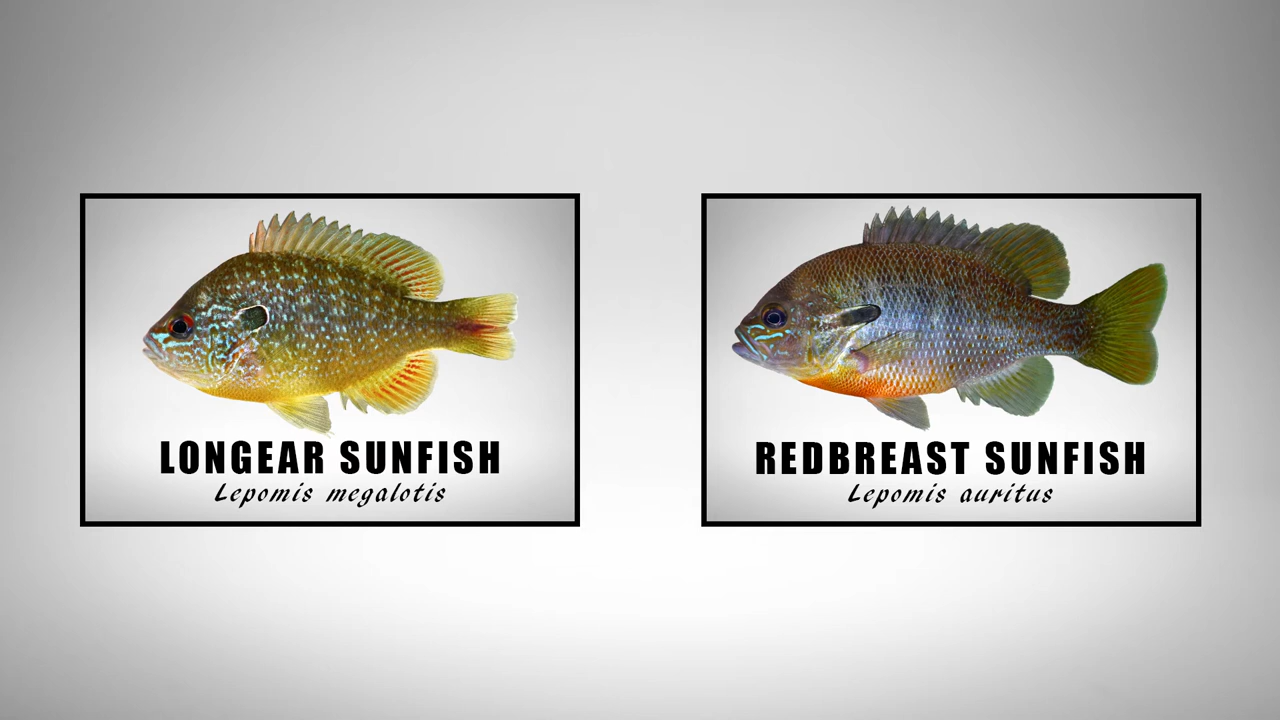 LONGEAR SUNFISH
Lepomis megalotis
REDBREAST SUNFISH
Lepomis auritus